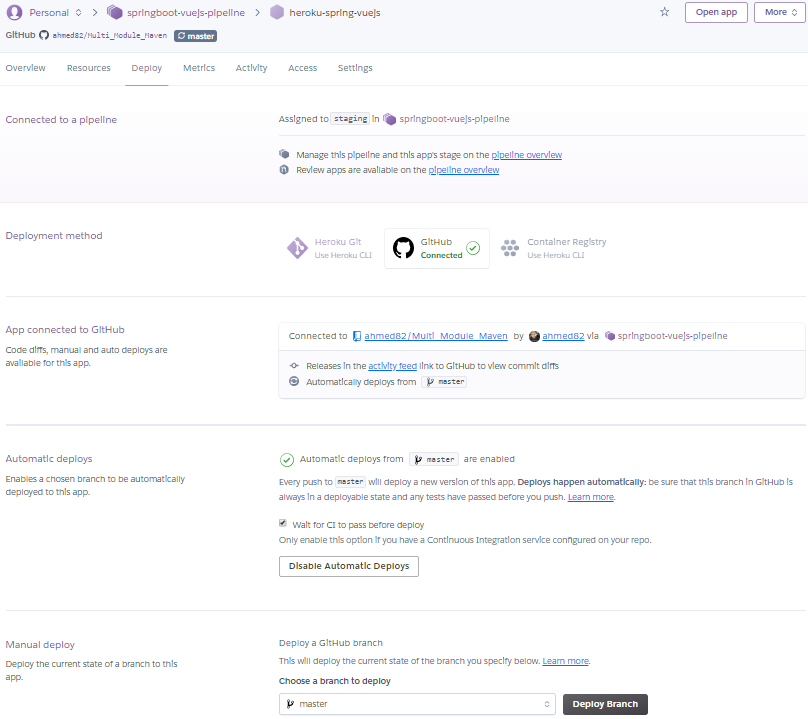 Personal springboot-vuejs-pipeline heroku-spring-vuejs Open app More
GitHub ahmed82/Multi_Module_Maven master
Overview Resources Deploy Metrics Activity Access Settings
Connected to a pipeline
Assigned to staging in springboot-vuejs-pipeline
Manage this pipeline and this app's stage on the pipeline overview
Review apps are available on the pipeline overview
Deployment method
Heroku Git
Use Heroku CLI
GitHub
Connected
Container Registry
Use Heroku CLI
App connected to GitHub
Code diffs, manual and auto deploys are
available for this app.
Connected to ahmed82/Multi_Module_Maven by ahmed82 via springboot-vuejs-pipeline
Releases in the activity feed link to GitHub to view commit diffs
Automatically deploys from master
Automatic deploys
Enables a chosen branch to be automatically
deployed to this app.
Automatic deploys from master are enabled
Every push to master will deploy a new version of this app. Deploys happen automatically: be sure that this branch in GitHub is
always in a deployable state and any tests have passed before you push. Learn more.
Wait for CI to pass before deploy
Only enable this option if you have a Continuous Integration service configured on your repo.
Disable Automatic Deploys
Manual deploy
Deploy the current state of a branch to this
app.
Deploy a GitHub branch
This will deploy the current state of the branch you specify below. Learn more.
Choose a branch to deploy
master Deploy Branch